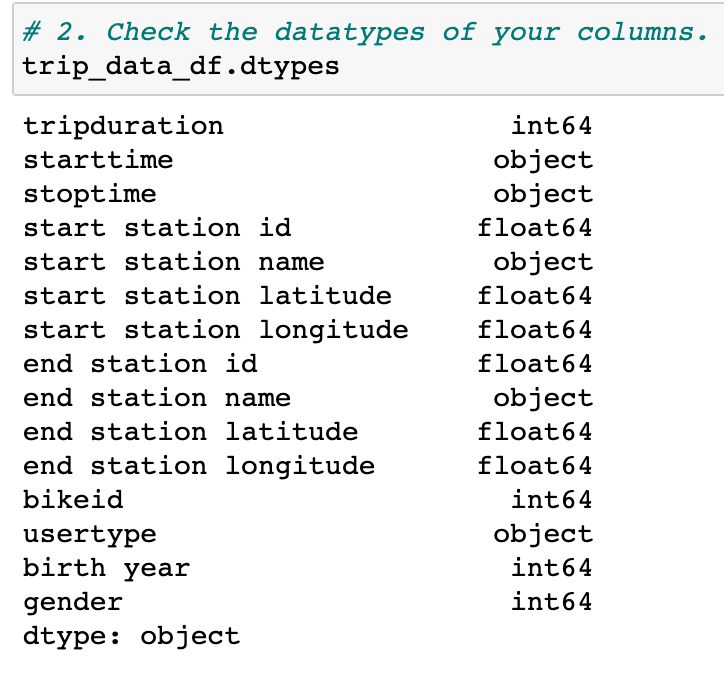 # 2. Check the datatypes of your columns.
trip_data_df.dtypes
tripduration int64
starttime object
stoptime object
start station id float64
start station name object
start station latitude float64
start station longitude float64
end station id float64
end station name object
end station latitude float64
end station longitude float64
bikeid int64
usertype object
birth year int64
gender int64
dtype: object